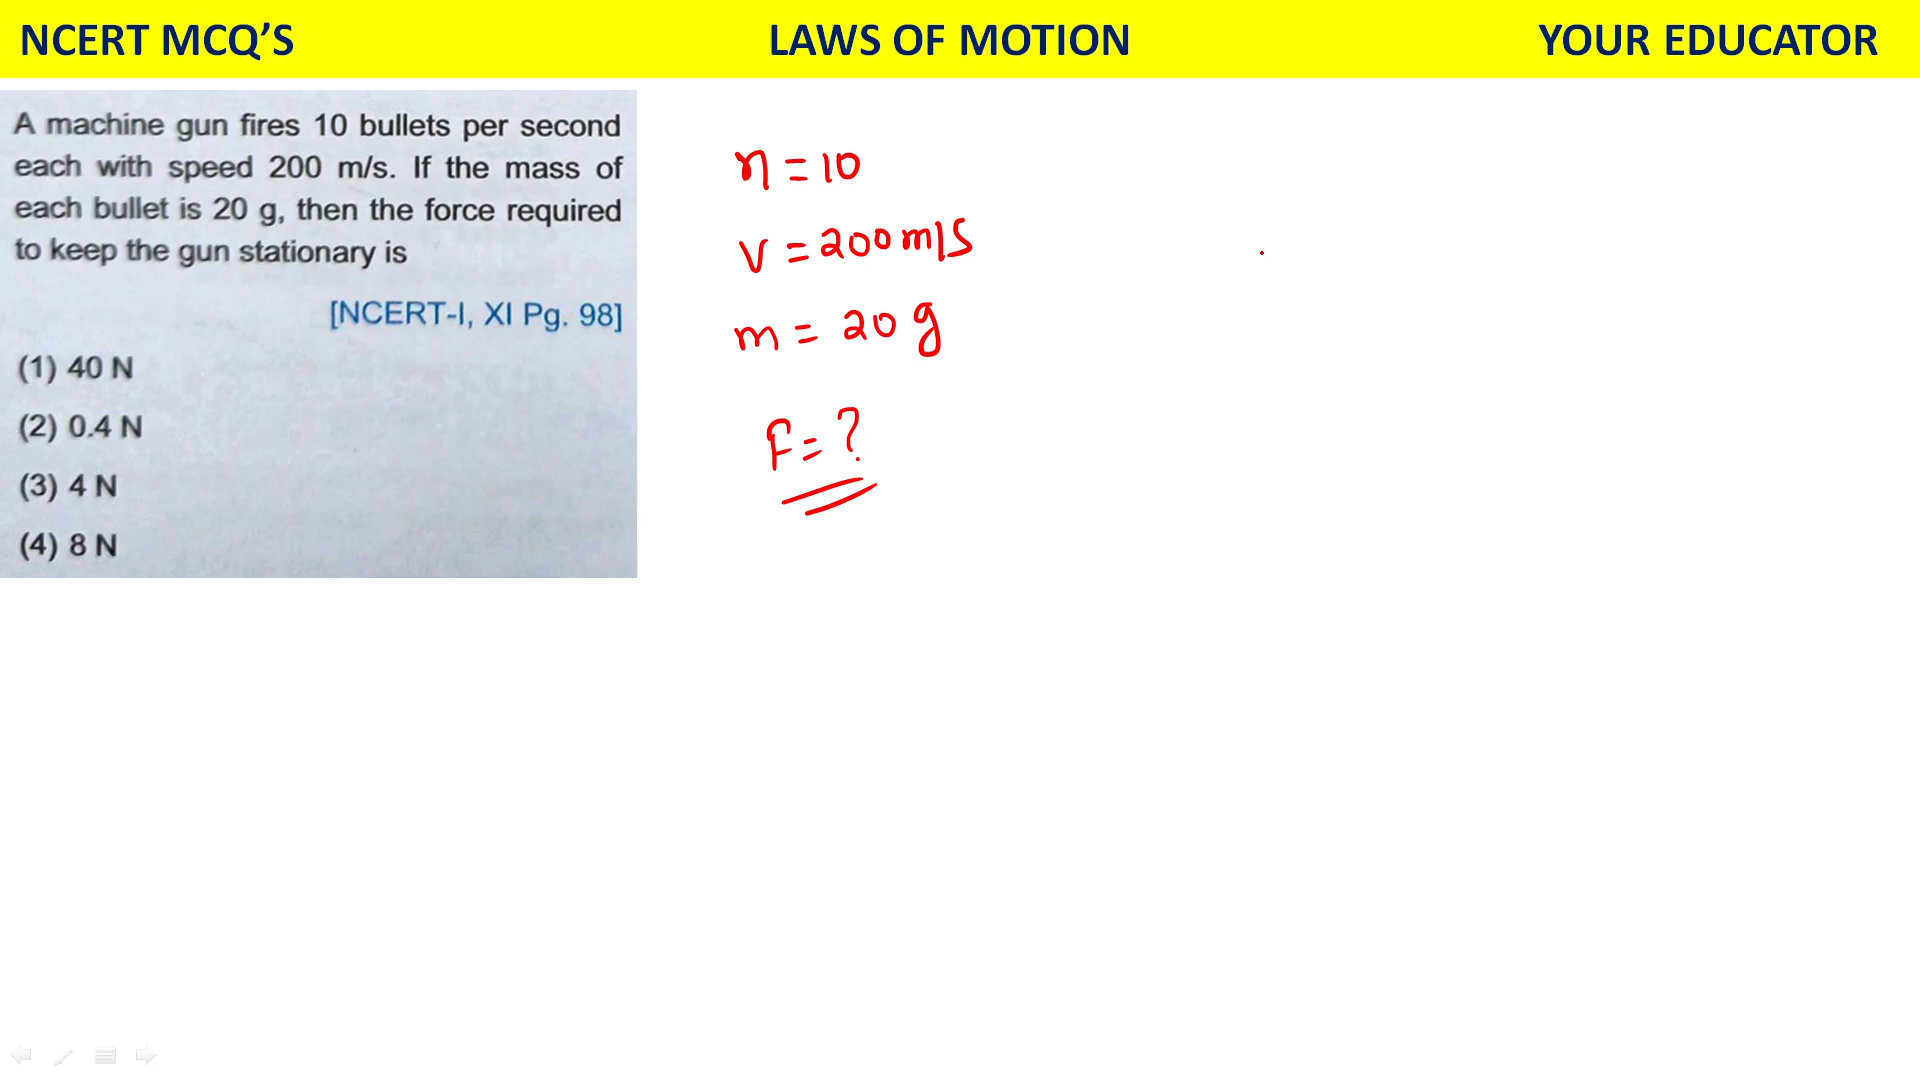 NCERT MCQ'S LAWS OF MOTION YOUR EDUCATOR
A machine gun fires 10 bullets per second
each with speed 200 m/s. If the mass of
each bullet is 20 g, then the force required
to keep the gun stationary is
[NCERT-I, XI Pg. 98]
(1) 40 N
(2) 0.4 N
(3) 4 N
(4) 8 N
n = 10
v = 200 m/s
m = 20 g
F = ?